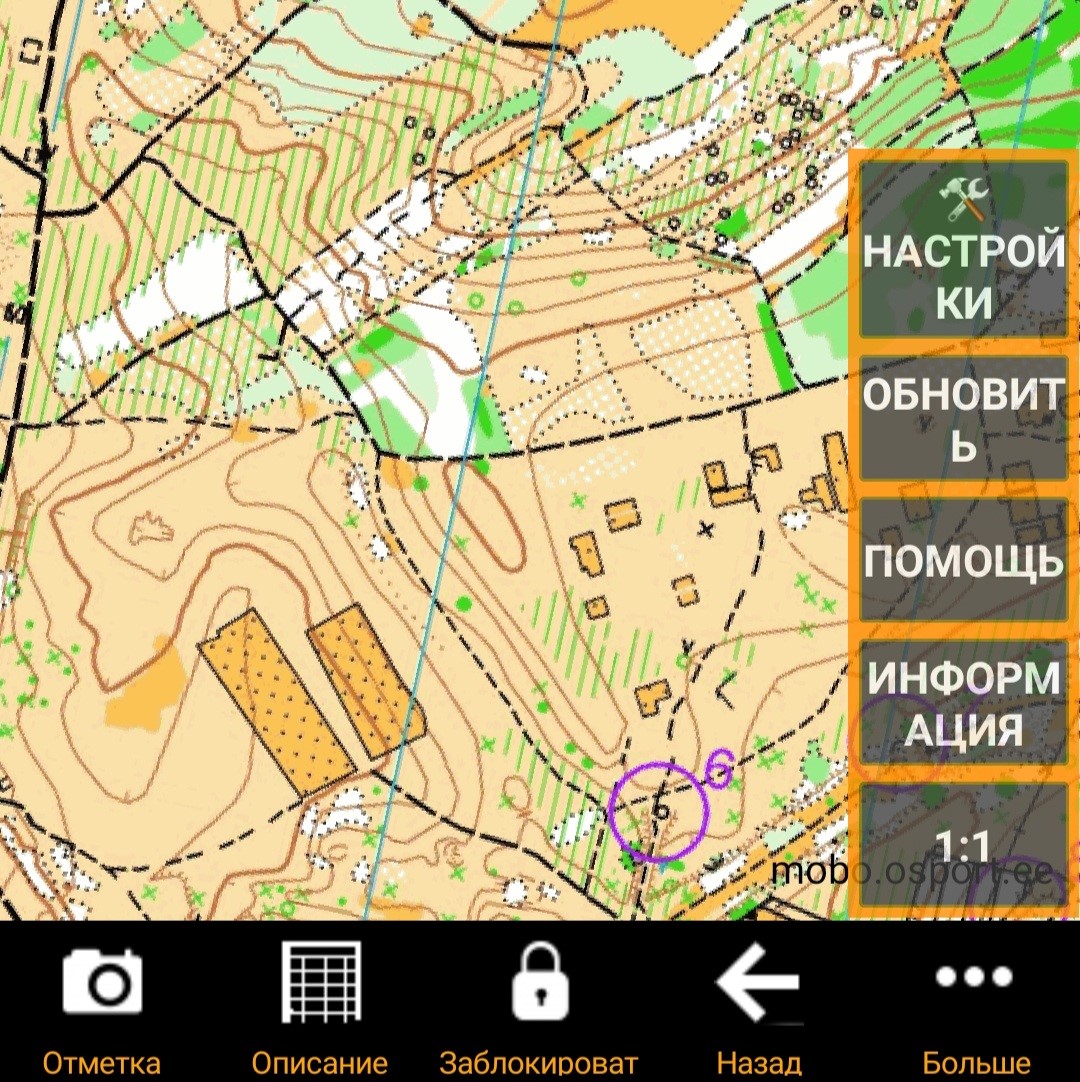 НАСТРОЙ
КИ
ОБНОВИТ
Ь
ПОМОЩЬ
ИНФОРМ
АЦИЯ
6
1:1
mobo.osport.ee
Отметка
Описание
Заблокироват
Назад
Больше